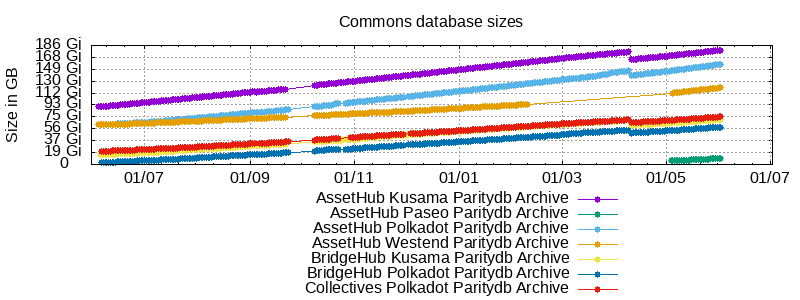 Commons database sizes
Size in GB
186 Gi
168 Gi
149 Gi
130 Gi
112 Gi
93 Gi
75 Gi
56 Gi
37 Gi
19 Gi
0
01/07
01/09
01/11
01/01
01/03
01/05
01/07
AssetHub Kusama Paritydb Archive
AssetHub Paseo Paritydb Archive
AssetHub Polkadot Paritydb Archive
AssetHub Westend Paritydb Archive
BridgeHub Kusama Paritydb Archive
BridgeHub Polkadot Paritydb Archive
Collectives Polkadot Paritydb Archive